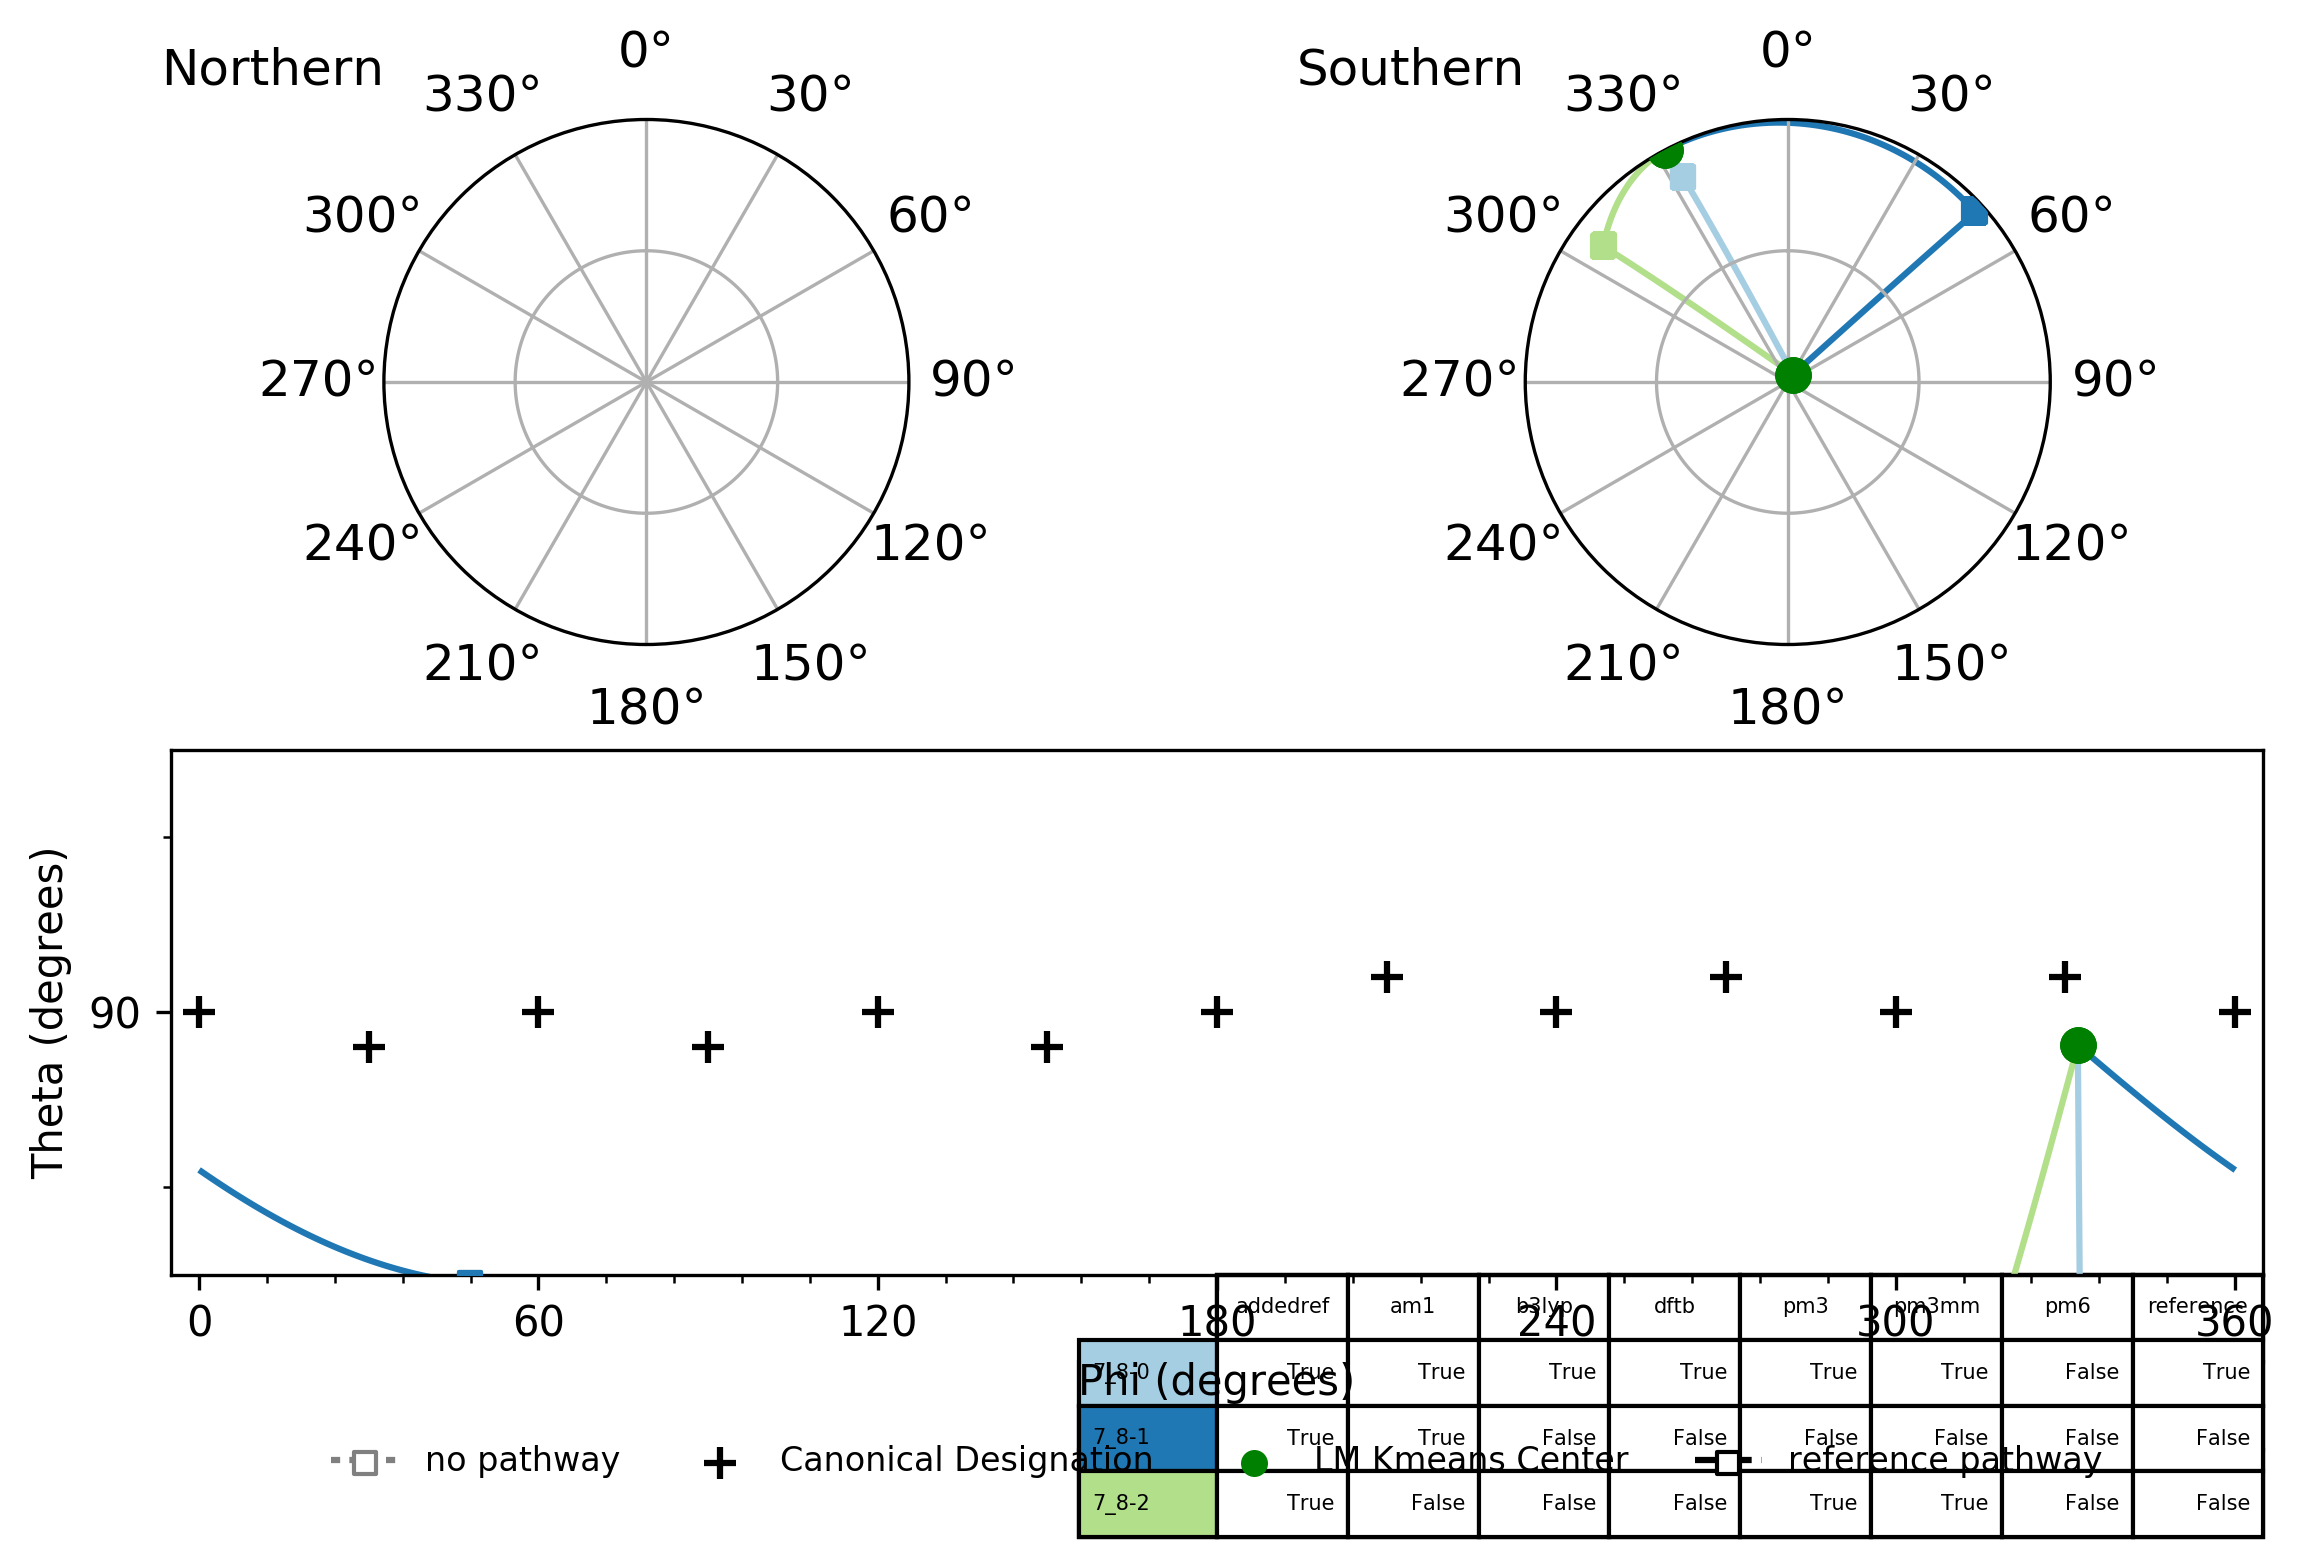 Northern
0°
330°
30°
300°
60°
270°
90°
240°
120°
210°
150°
180°
Southern
0°
330°
30°
300°
60°
270°
90°
240°
120°
210°
150°
180°
Theta (degrees)
90
0 60 120 180 240 300 360
Phi (degrees)
addedref am1 b3lyp dftb pm3 pm3mm pm6 reference
7_8-0 True True True True True True False True
7_8-1 True True False False False False False False
7_8-2 True False False False True True False False
no pathway Canonical Designation LM Kmeans Center reference pathway